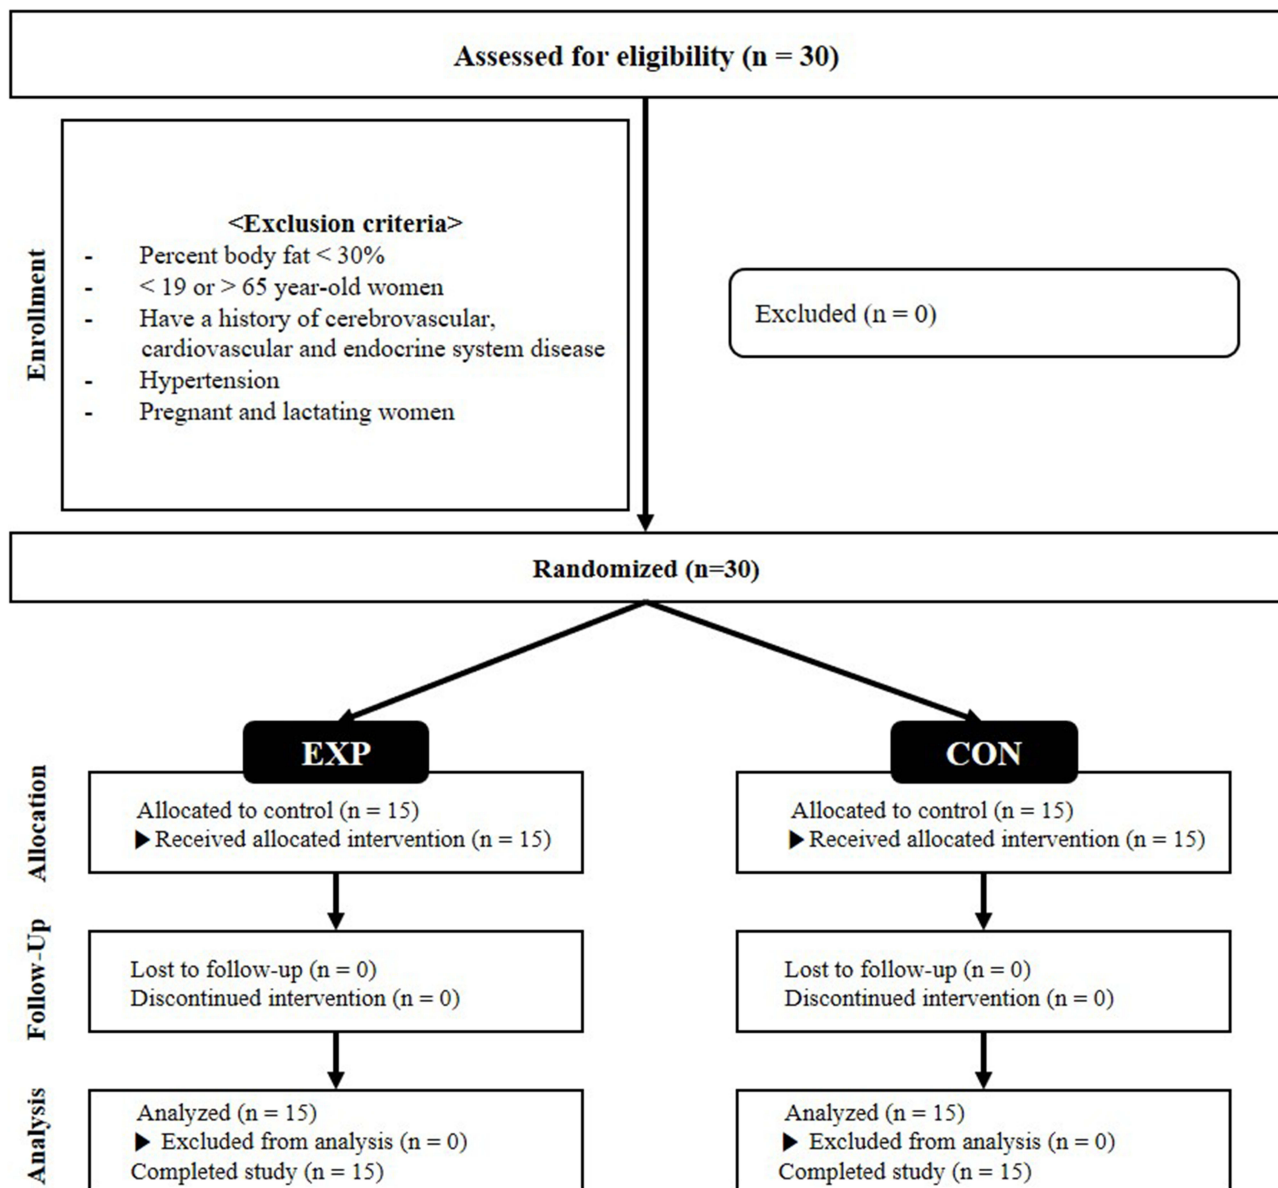 Assessed for eligibility (n = 30)
Enrollment
<Exclusion criteria>
- Percent body fat < 30%
- < 19 or > 65 year-old women
- Have a history of cerebrovascular,
cardiovascular and endocrine system disease
- Hypertension
- Pregnant and lactating women
Excluded (n = 0)
Randomized (n=30)
Allocation
EXP
Allocated to control (n = 15)
▶Received allocated intervention (n = 15)
CON
Allocated to control (n = 15)
▶Received allocated intervention (n = 15)
Follow-Up
Lost to follow-up (n = 0)
Discontinued intervention (n = 0)
Lost to follow-up (n = 0)
Discontinued intervention (n = 0)
Analysis
Analyzed (n = 15)
▶ Excluded from analysis (n = 0)
Completed study (n = 15)
Analyzed (n = 15)
▶ Excluded from analysis (n = 0)
Completed study (n = 15)